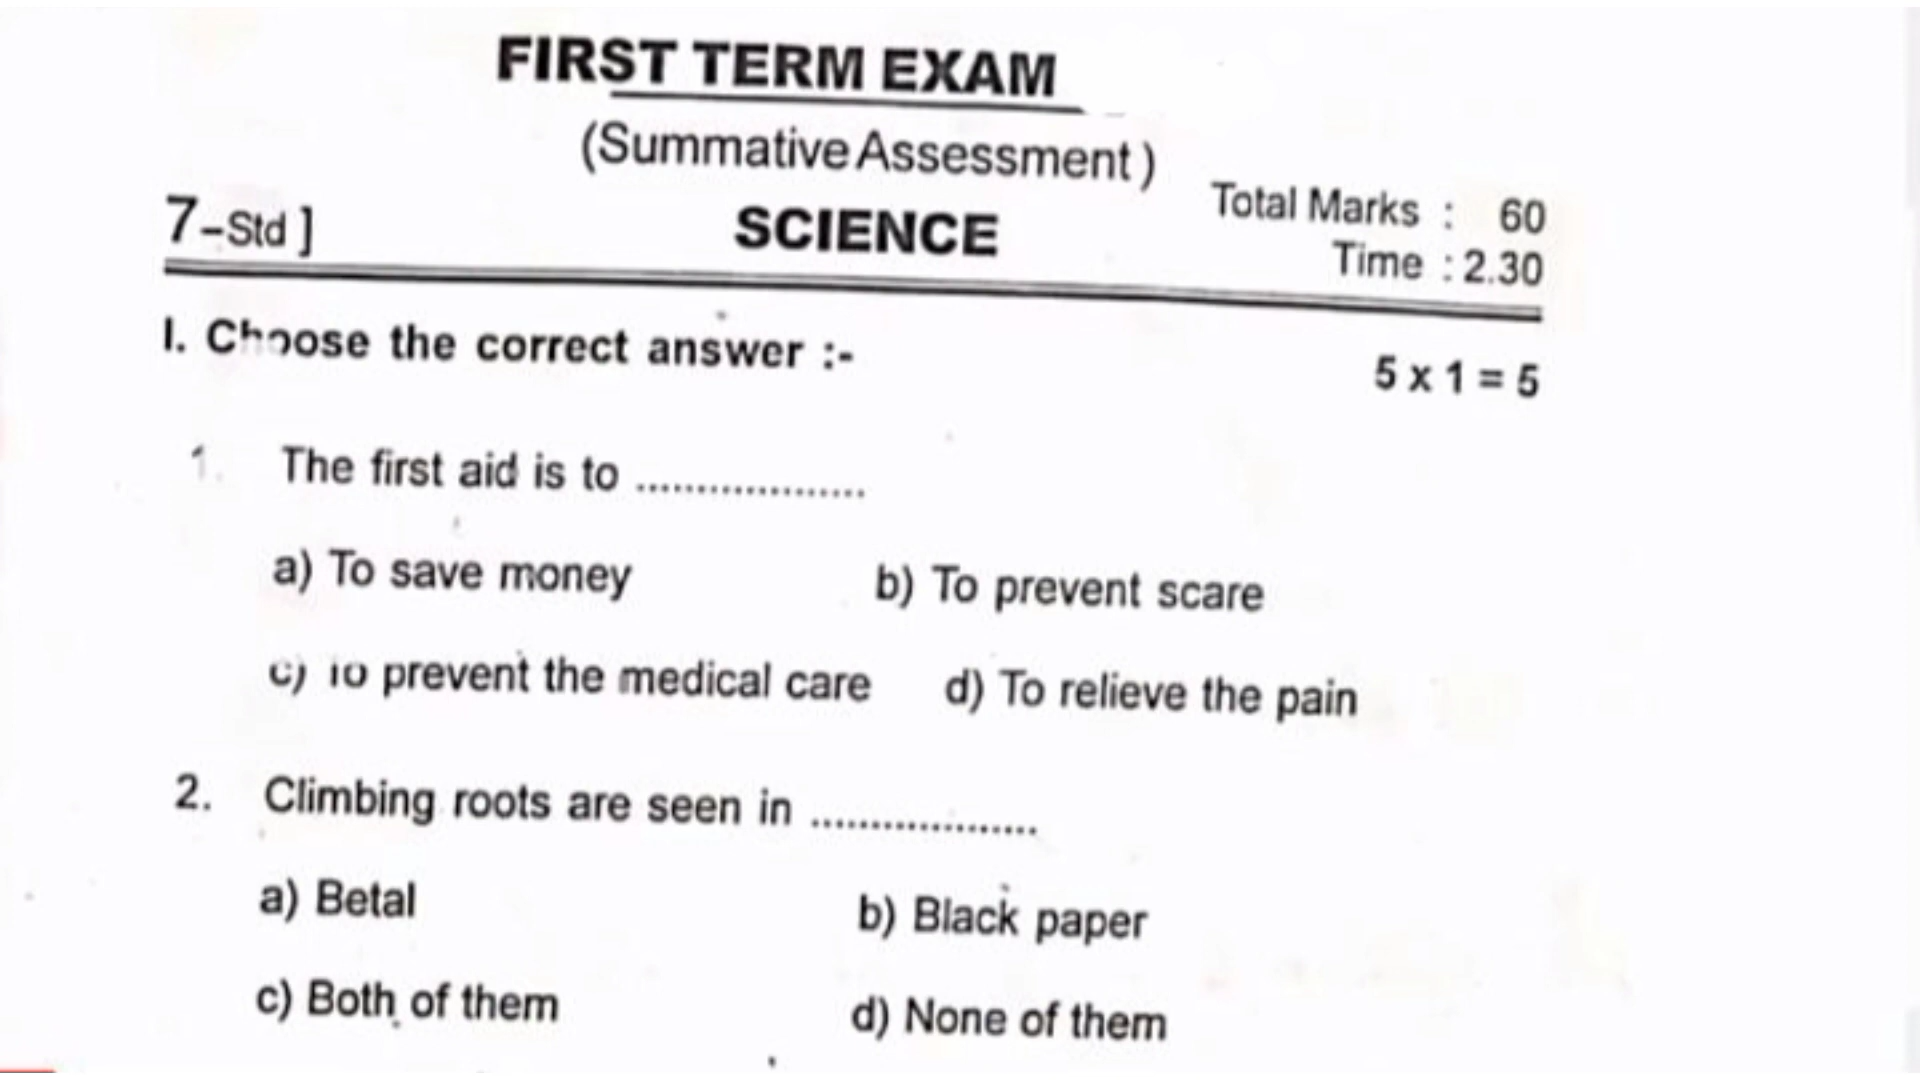 FIRST TERM EXAM
(Summative Assessment)
Total Marks : 60
7-Std ] SCIENCE
Time : 2.30
I. Choose the correct answer :-
5 x 1 = 5
1. The first aid is to ...................
a) To save money b) To prevent scare
c) To prevent the medical care d) To relieve the pain
2. Climbing roots are seen in ...................
a) Betal b) Black paper
c) Both of them d) None of them